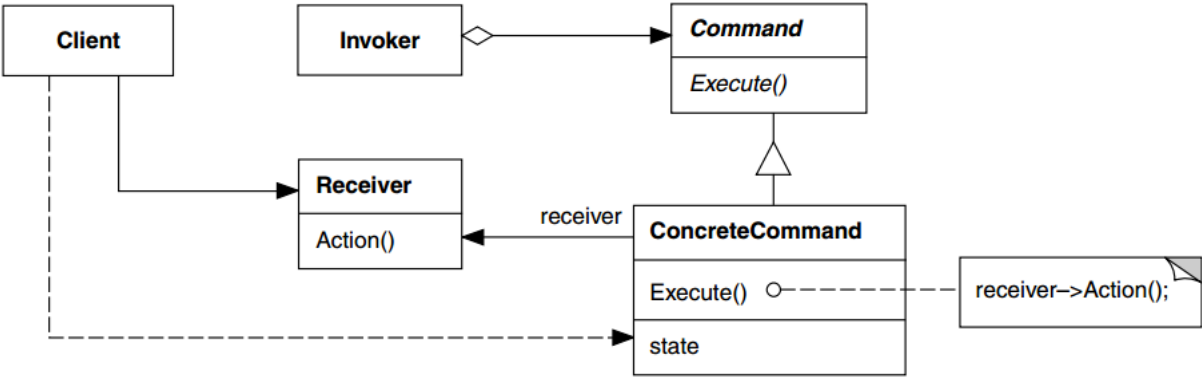 Client
Invoker
Command
Execute()
Receiver
Action()
receiver
ConcreteCommand
Execute()
state
receiver–>Action();